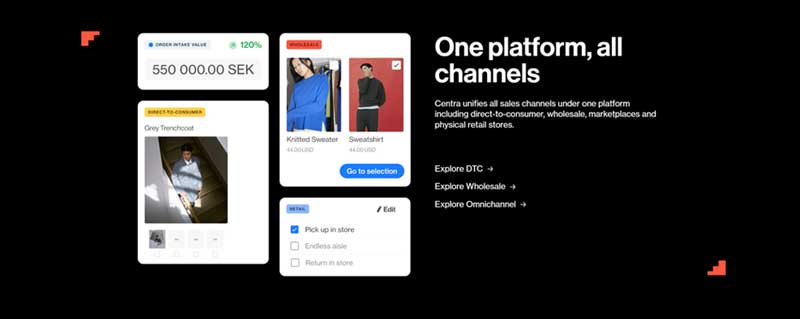 ORDER INTAKE VALUE
120%
550 000.00 SEK
DIRECT-TO-CONSUMER
Grey Trenchcoat
WHOLESALE
Knitted Sweater
44.00 USD
Sweatshirt
44.00 USD
Go to selection
RETAIL
Edit
Pick up in store
Endless aisle
Return in store
One platform, all
channels
Centra unifies all sales channels under one platform
including direct-to-consumer, wholesale, marketplaces and
physical retail stores.
Explore DTC →
Explore Wholesale →
Explore Omnichannel →